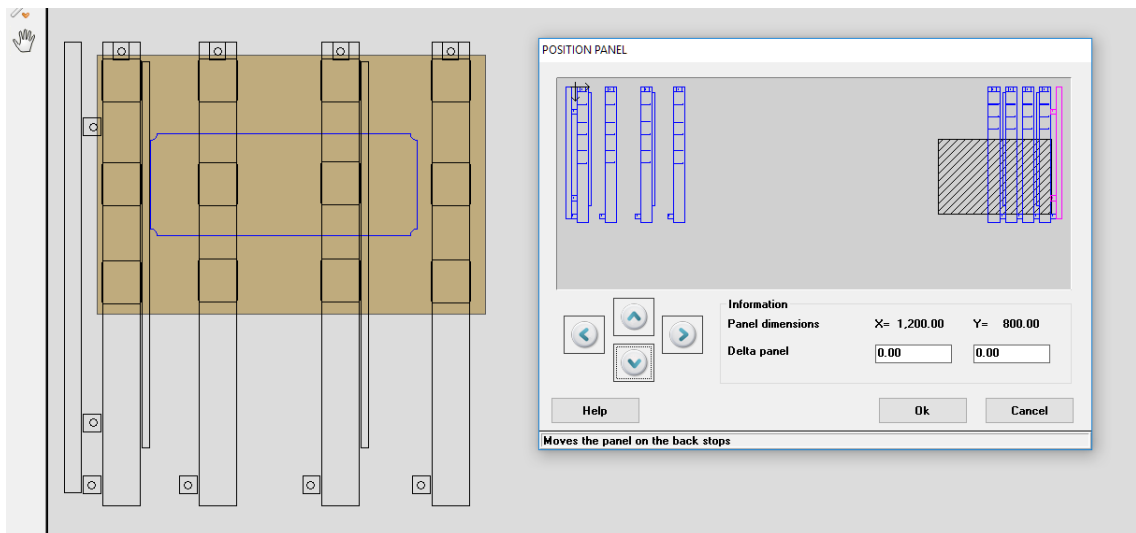 POSITION PANEL
Information
Panel dimensions X= 1,200.00 Y= 800.00
Delta panel 0.00 0.00
Help Ok Cancel
Moves the panel on the back stops